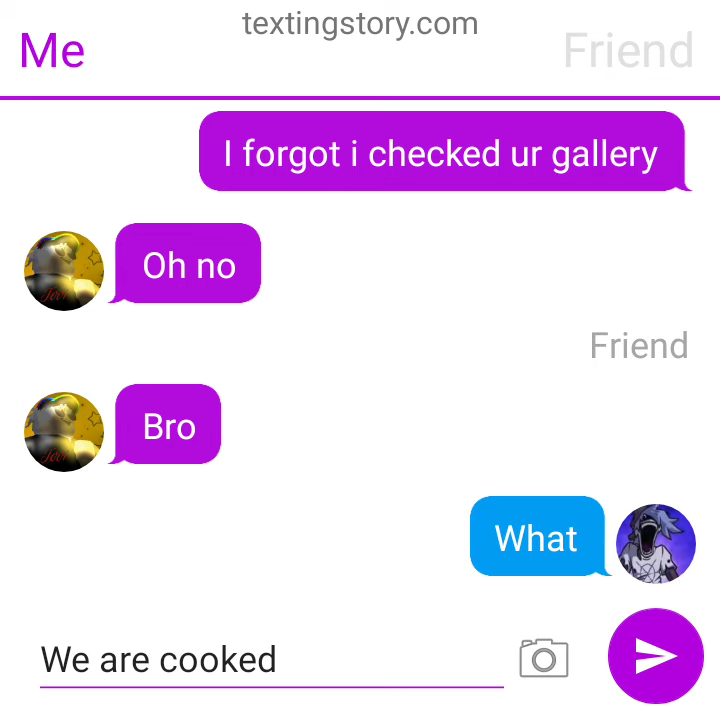 textingstory.com
Me
Friend
I forgot i checked ur gallery
Oh no
Friend
Bro
What
We are cooked